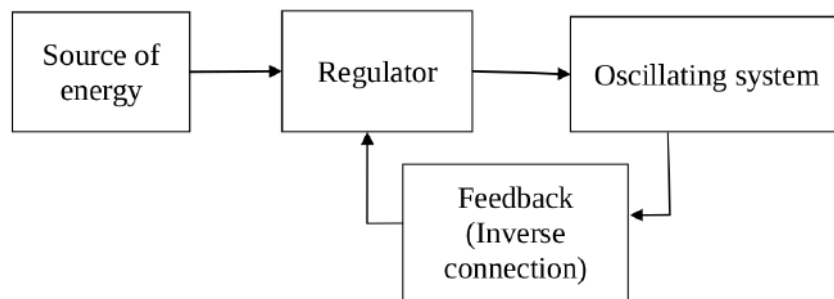 Source of
energy
Regulator
Oscillating system
Feedback
(Inverse
connection)